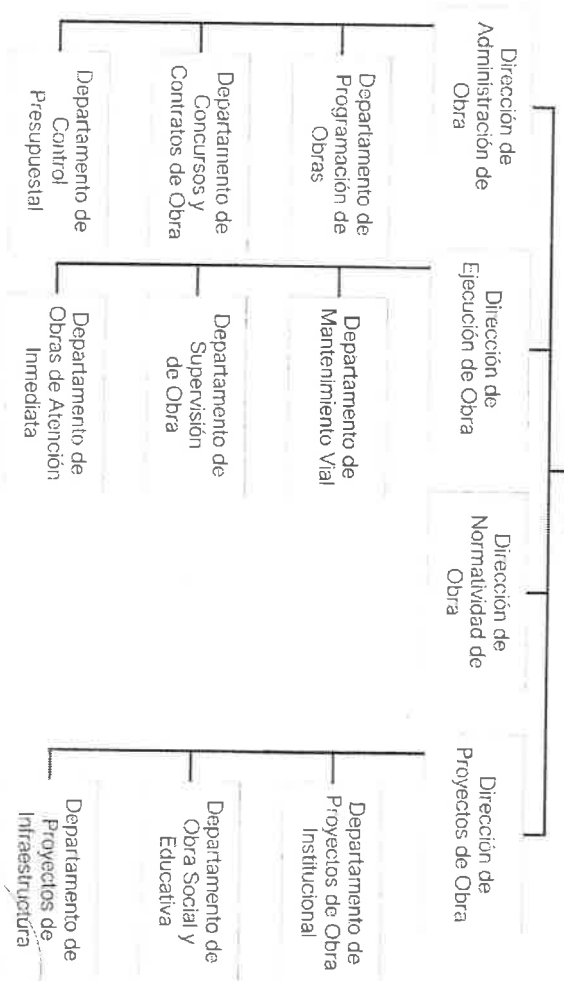 Dirección de
Administración de
Obra
Departamento de
Programación de
Obras
Departamento de
Concursos y
Contratos de Obra
Departamento de
Control
Presupuestal
Dirección de
Ejecución de Obra
Departamento de
Mantenimiento Vial
Departamento de
Supervisión
de Obra
Departamento de
Obras de Atención
Inmediata
Dirección de
Normatividad de
Obra
Dirección de
Proyectos de Obra
Departamento de
Proyectos de Obra
Institucional
Departamento de
Obra Social y
Educativa
Departamento de
Proyectos de
Infraestructura